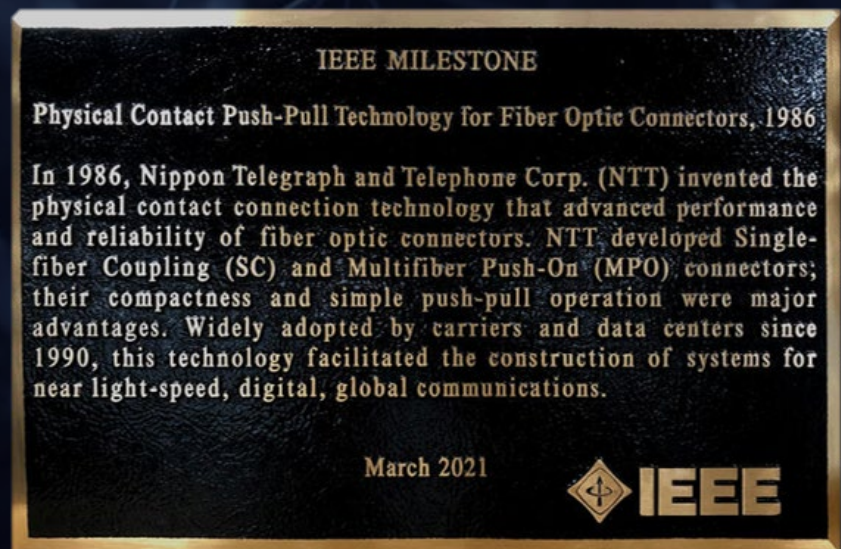 IEEE MILESTONE
Physical Contact Push-Pull Technology for Fiber Optic Connectors, 1986
In 1986, Nippon Telegraph and Telephone Corp. (NTT) invented the
physical contact connection technology that advanced performance
and reliability of fiber optic connectors. NTT developed Single-
fiber Coupling (SC) and Multifiber Push-On (MPO) connectors;
their compactness and simple push-pull operation were major
advantages. Widely adopted by carriers and data centers since
1990, this technology facilitated the construction of systems for
near light-speed, digital, global communications.
March 2021
IEEE